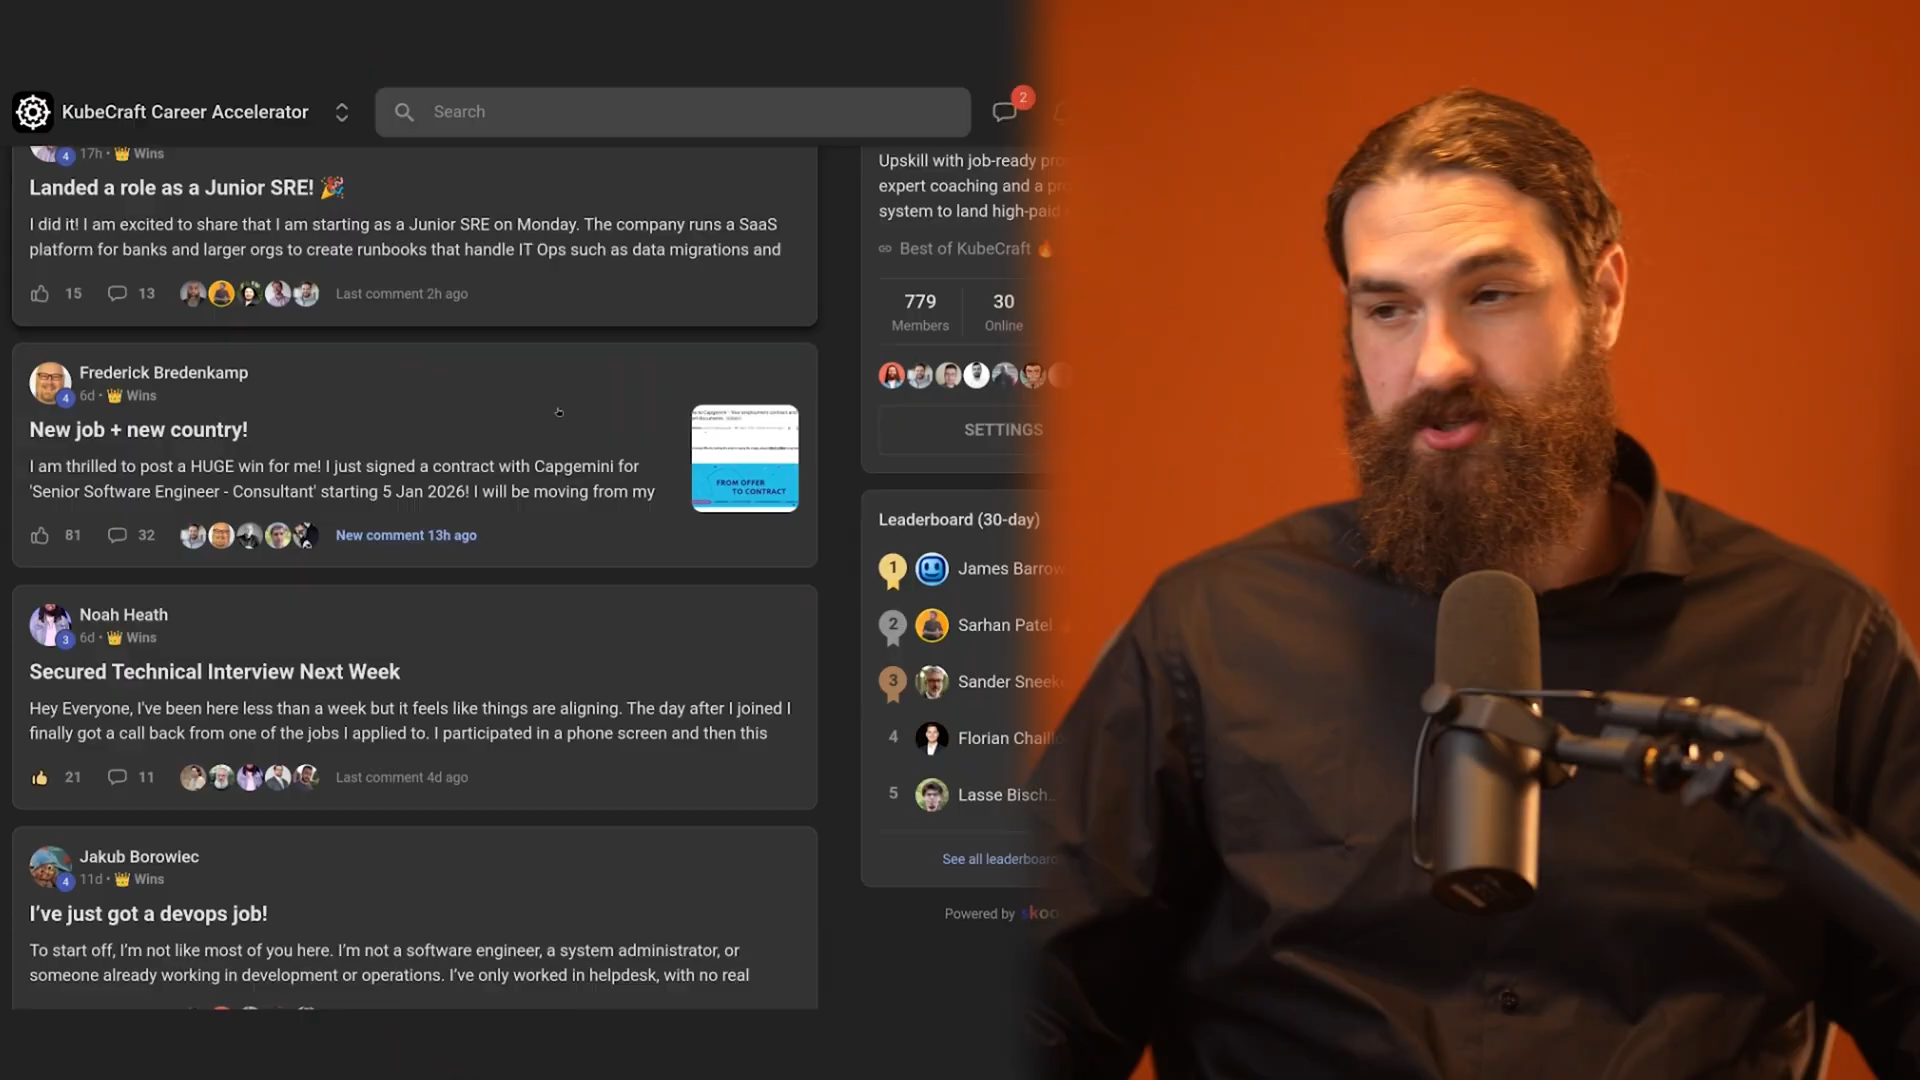 KubeCraft Career Accelerator
Search
2
4
17h • Wins
Landed a role as a Junior SRE!
I did it! I am excited to share that I am starting as a Junior SRE on Monday. The company runs a SaaS
platform for banks and larger orgs to create runbooks that handle IT Ops such as data migrations and
15
13
Last comment 2h ago
Frederick Bredenkamp
4
6d • Wins
New job + new country!
I am thrilled to post a HUGE win for me! I just signed a contract with Capgemini for
'Senior Software Engineer - Consultant' starting 5 Jan 2026! I will be moving from my
FROM OFFER
TO CONTRACT
81
32
New comment 13h ago
Noah Heath
3
6d • Wins
Secured Technical Interview Next Week
Hey Everyone, I've been here less than a week but it feels like things are aligning. The day after I joined I
finally got a call back from one of the jobs I applied to. I participated in a phone screen and then this
21
11
Last comment 4d ago
Jakub Borowiec
4
11d • Wins
I've just got a devops job!
To start off, I'm not like most of you here. I'm not a software engineer, a system administrator, or
someone already working in development or operations. I've only worked in helpdesk, with no real
Upskill with job-ready
expert coaching and a
system to land high-paid
Best of KubeCraft
779
Members
30
Online
SETTINGS
Leaderboard (30-day)
1
James Barrow
2
Sarhan Patel
3
Sander
4
Florian
5
Lasse Bisch...
See all leaderboards
Powered by skoo